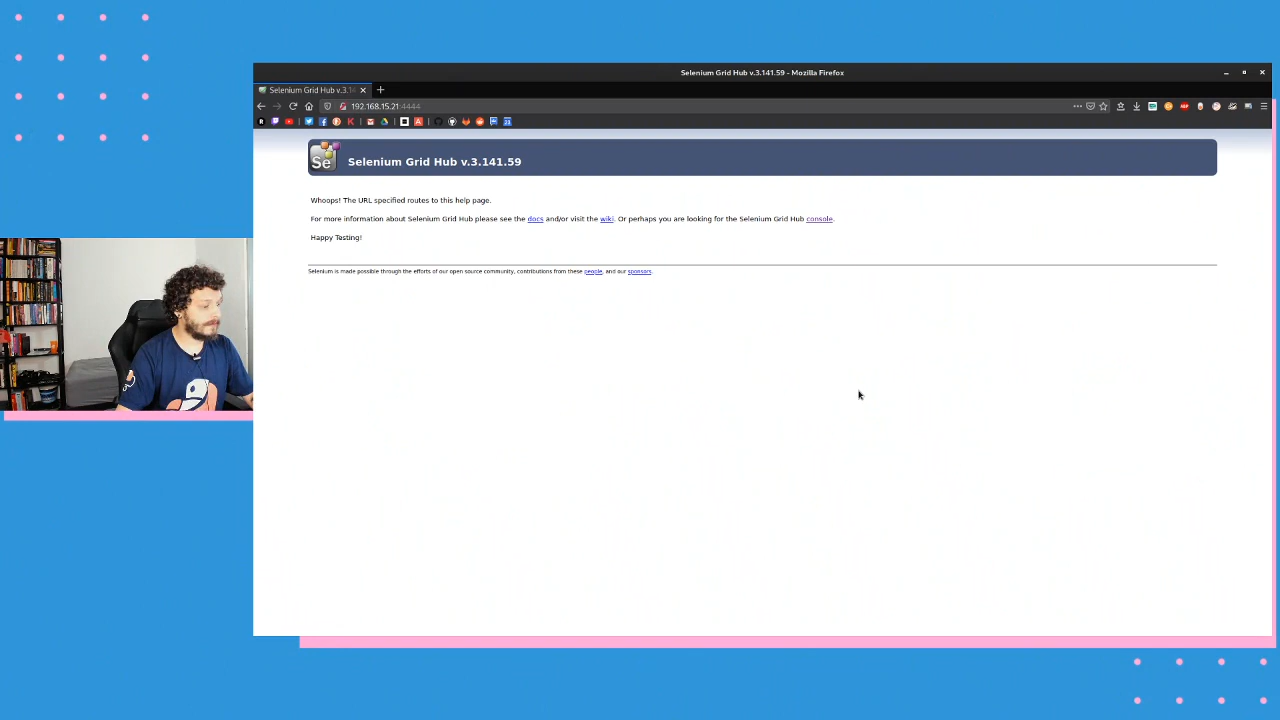 Selenium Grid Hub v.3.141.59 - Mozilla Firefox
Selenium Grid Hub v.3.1
192.168.15.21:4444
Se
Selenium Grid Hub v.3.141.59
Whoops! The URL specified routes to this help page.
For more information about Selenium Grid Hub please see the docs and/or visit the wiki. Or perhaps you are looking for the Selenium Grid Hub console.
Happy Testing!
Selenium is made possible through the efforts of our open source community, contributions from these people, and our sponsors.